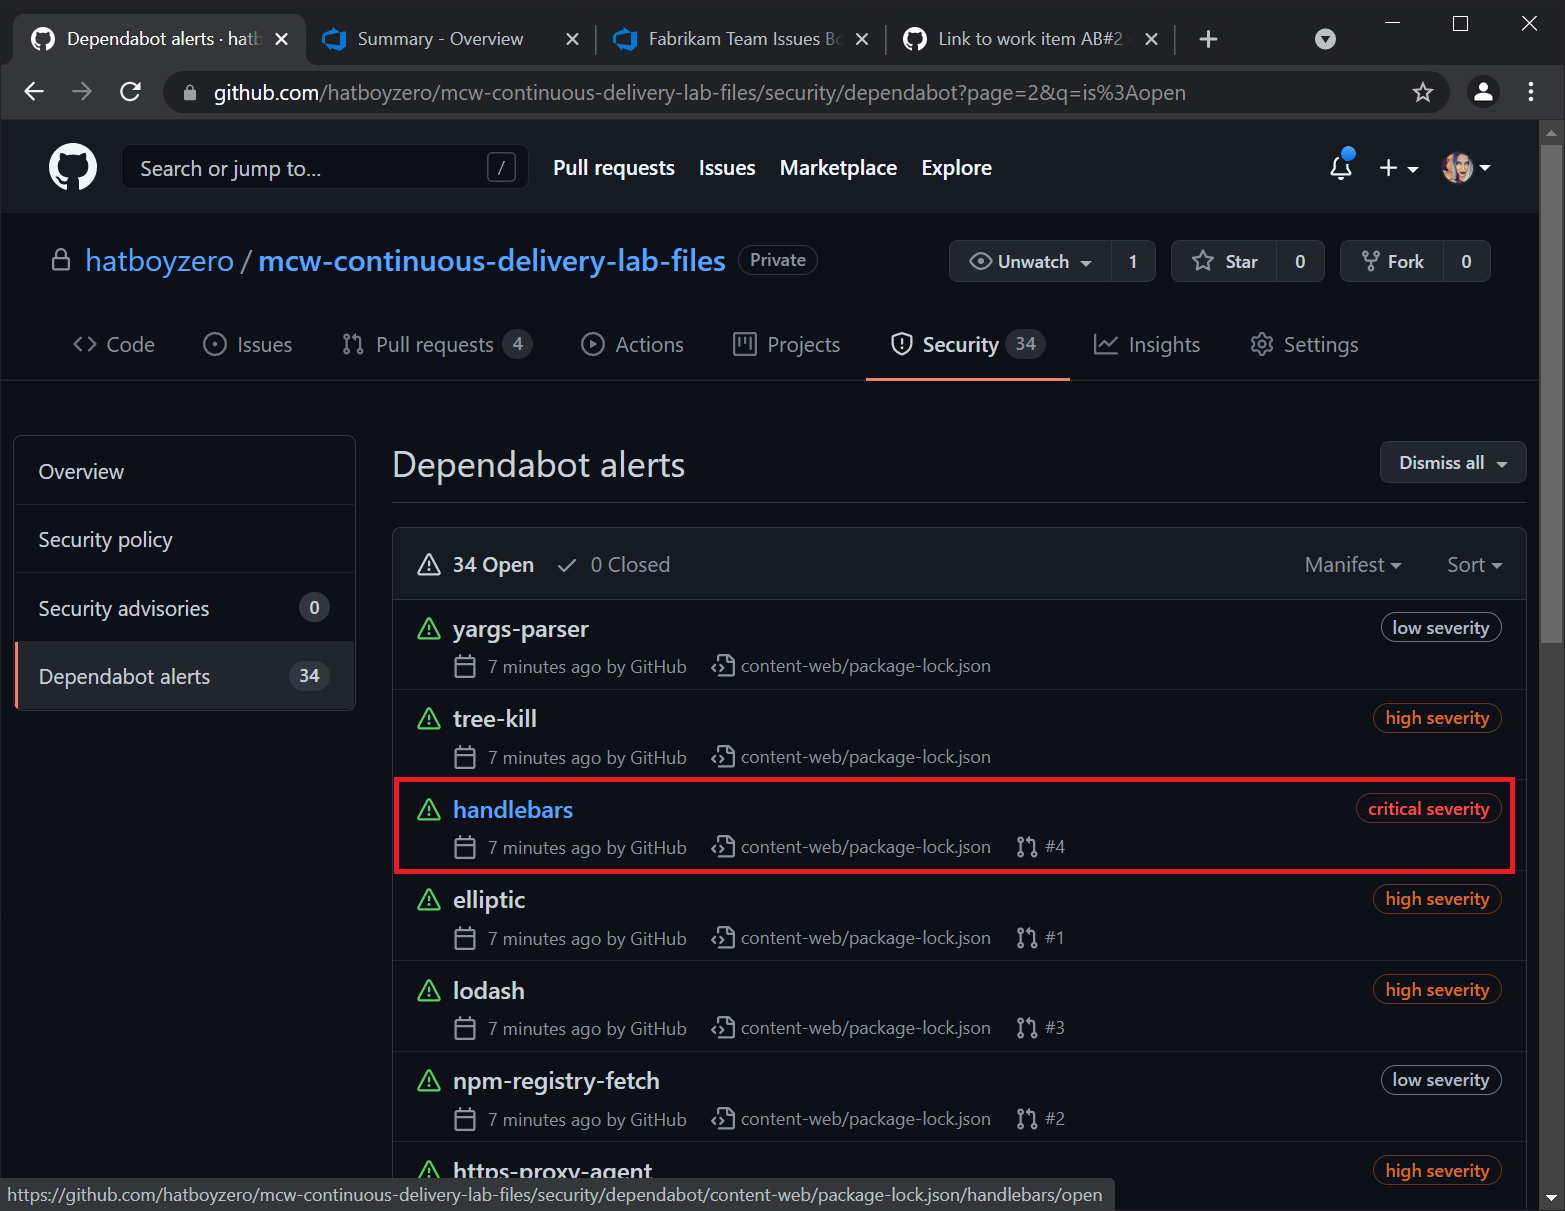 Dependabot alerts · hatb
Summary - Overview
Fabrikam Team Issues Bo
Link to work item AB#2 -
github.com/hatboyzero/mcw-continuous-delivery-lab-files/security/dependabot?page=2&q=is%3Aopen
Search or jump to...
/
Pull requests
Issues
Marketplace
Explore
hatboyzero / mcw-continuous-delivery-lab-files
Private
Unwatch
1
Star
0
Fork
0
Code
Issues
Pull requests 4
Actions
Projects
Security 34
Insights
Settings
Overview
Security policy
Security advisories 0
Dependabot alerts 34
Dependabot alerts
Dismiss all
34 Open
0 Closed
Manifest
Sort
yargs-parser
low severity
7 minutes ago by GitHub content-web/package-lock.json
tree-kill
high severity
7 minutes ago by GitHub content-web/package-lock.json
handlebars
critical severity
7 minutes ago by GitHub content-web/package-lock.json #4
elliptic
high severity
7 minutes ago by GitHub content-web/package-lock.json #1
lodash
high severity
7 minutes ago by GitHub content-web/package-lock.json #3
npm-registry-fetch
low severity
7 minutes ago by GitHub content-web/package-lock.json #2
https-proxy-agent
high severity
https://github.com/hatboyzero/mcw-continuous-delivery-lab-files/security/dependabot/content-web/package-lock.json/handlebars/open